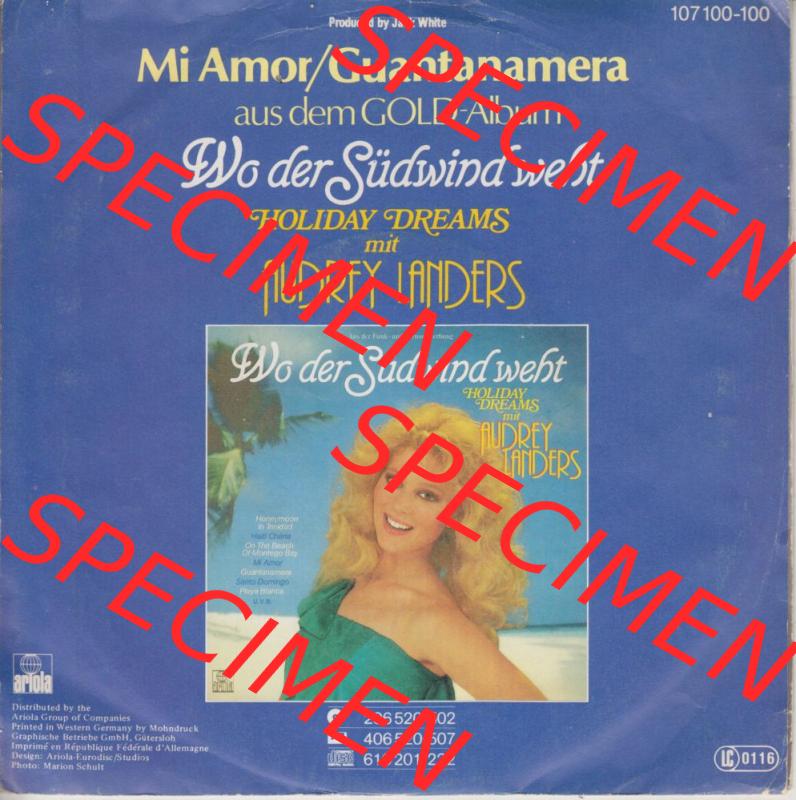 Produced by Jack White
107 100-100
Mi Amor/Guantanamera
aus dem GOLD-Album
Wo der Südwind weht
HOLIDAY DREAMS
mit
AUDREY LANDERS
Wo der Südwind weht
HOLIDAY
DREAMS
mit
AUDREY
LANDERS
Honeymoon
In Trinidad
Haiti Chérie
On The Beach
Of Montego Bay
Mi Amor
Guantanamera
Santo Domingo
Playa Blanca
u.v.a.
ariola
Distributed by the
Ariola Group of Companies
Printed in Western Germany by Mohndruck
Graphische Betriebe GmbH, Gütersloh
Imprimé en République Fédérale d'Allemagne
Design: Ariola-Eurodisc/Studios
Photo: Marion Schult
LC 0116
SPECIMEN
SPECIMEN
SPECIMEN
SPECIMEN